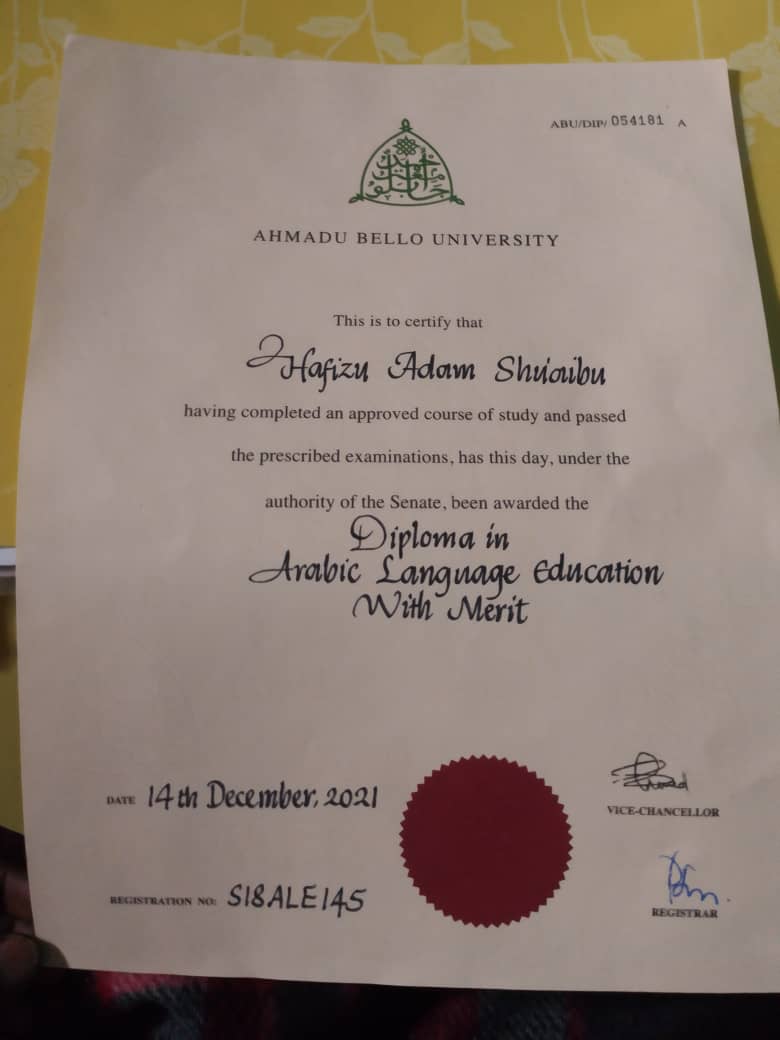 ABU/DIP/ 054181 A
AHMADU BELLO UNIVERSITY
This is to certify that
Hafizu Adam Shu'aibu
having completed an approved course of study and passed
the prescribed examinations, has this day, under the
authority of the Senate, been awarded the
Diploma in
Arabic Language Education
With Merit
DATE 14th December, 2021
VICE-CHANCELLOR
REGISTRATION NO: S18ALE145
REGISTRAR